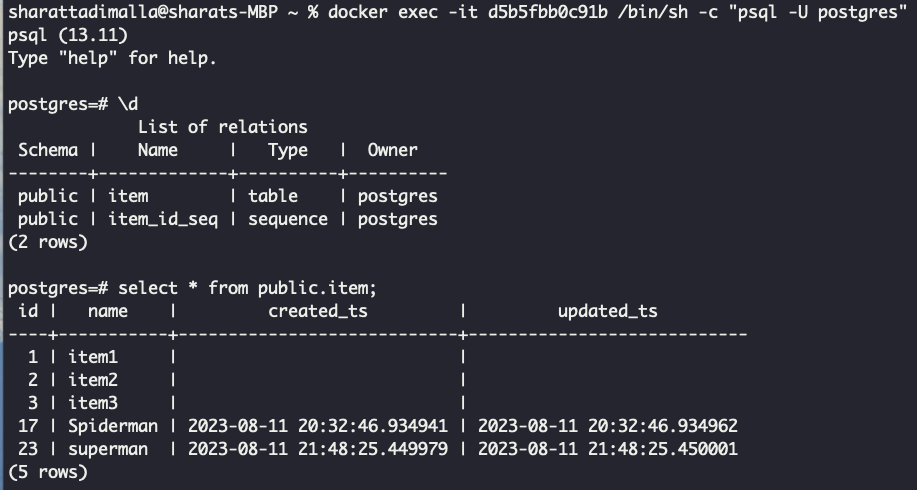 sharattadimalla@sharats-MBP ~ % docker exec -it d5b5fbb0c91b /bin/sh -c "psql -U postgres"
psql (13.11)
Type "help" for help.

postgres=# \d
             List of relations
 Schema |    Name     |   Type   |  Owner
--------+-------------+----------+----------
 public | item        | table    | postgres
 public | item_id_seq | sequence | postgres
(2 rows)

postgres=# select * from public.item;
 id |   name    |         created_ts         |         updated_ts
----+-----------+----------------------------+----------------------------
  1 | item1     |                            |
  2 | item2     |                            |
  3 | item3     |                            |
 17 | Spiderman | 2023-08-11 20:32:46.934941 | 2023-08-11 20:32:46.934962
 23 | superman  | 2023-08-11 21:48:25.449979 | 2023-08-11 21:48:25.450001
(5 rows)